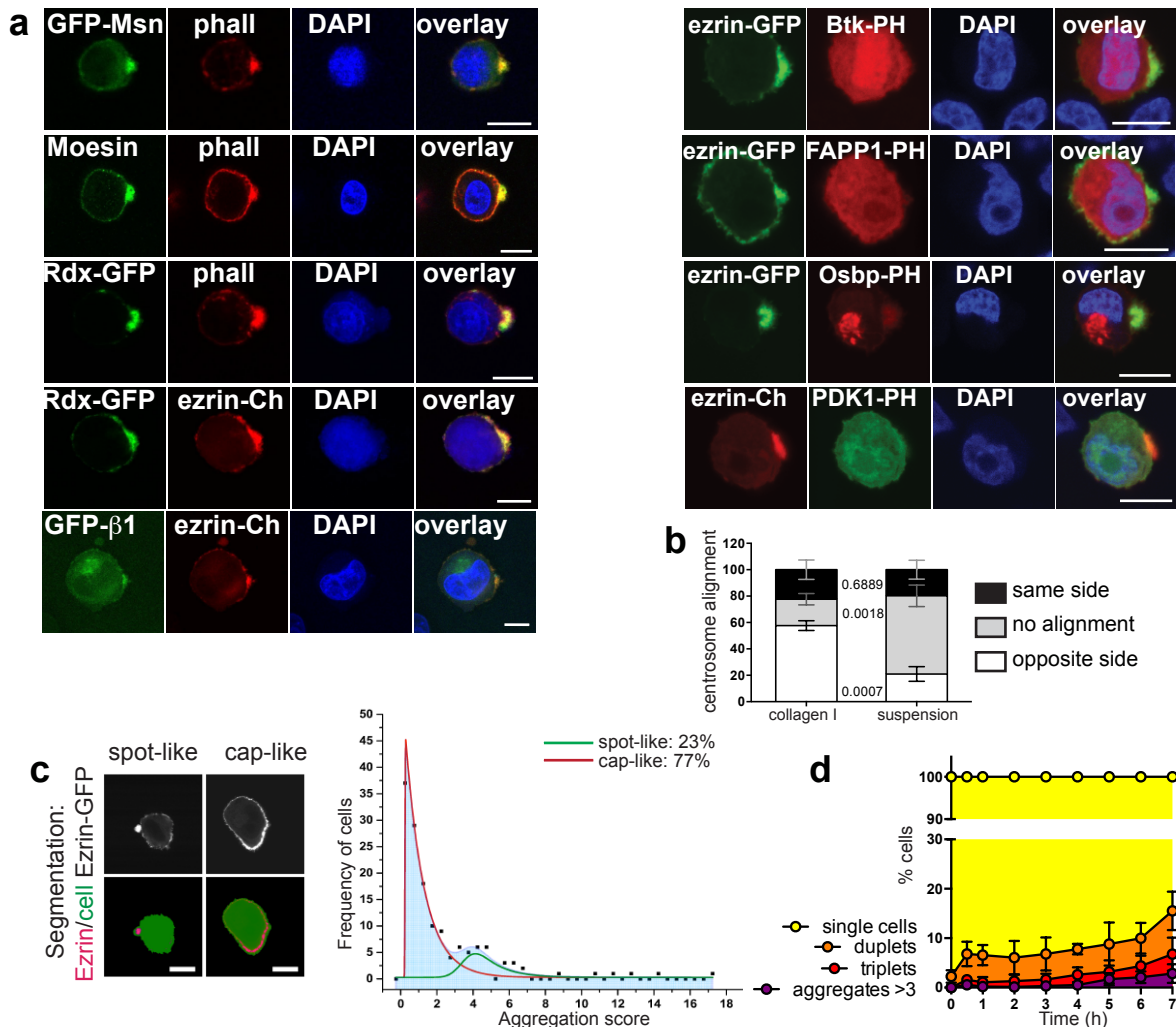 a
GFP-Msn phall DAPI overlay
Moesin phall DAPI overlay
Rdx-GFP phall DAPI overlay
Rdx-GFP ezrin-Ch DAPI overlay
GFP-β1 ezrin-Ch DAPI overlay
ezrin-GFP Btk-PH DAPI overlay
ezrin-GFP FAPP1-PH DAPI overlay
ezrin-GFP Osbp-PH DAPI overlay
ezrin-Ch PDK1-PH DAPI overlay
b
centrosome alignment
120
100
80
60
40
20
0
0.6889
0.0018
0.0007
collagen I suspension
same side
no alignment
opposite side
c
spot-like cap-like
Segmentation:
Ezrin/cell Ezrin-GFP
Frequency of cells
50
45
40
35
30
25
20
15
10
5
0
spot-like: 23%
cap-like: 77%
0 2 4 6 8 10 12 14 16 18
Aggregation score
d
% cells
100
90
30
20
10
0
single cells
duplets
triplets
aggregates >3
0 1 2 3 4 5 6 7
Time (h)